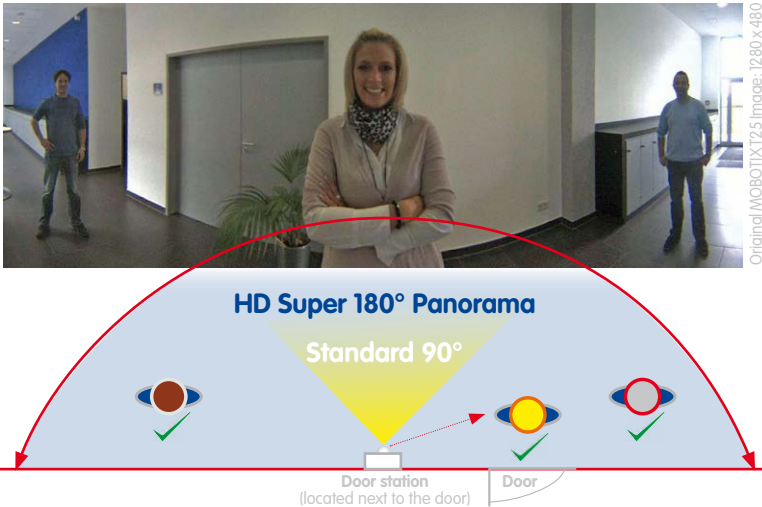 Original MOBOTIX T25 Image: 1280 x 480
HD Super 180° Panorama
Standard 90°
Door station
(located next to the door)
Door